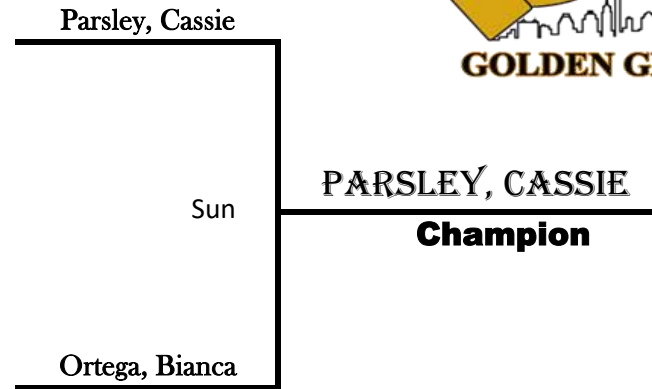 Parsley, Cassie
GOLDEN
PARSLEY, CASSIE
Sun
Champion
Ortega, Bianca